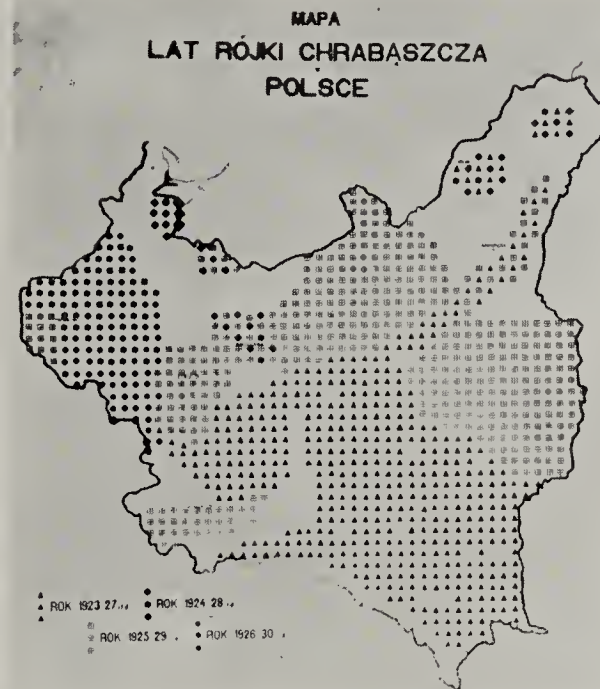 MAPA
LAT RÓJKI CHRABĄSZCZA
POLSCE
ROK 1923 27
ROK 1924 28
ROK 1925 29
ROK 1926 30